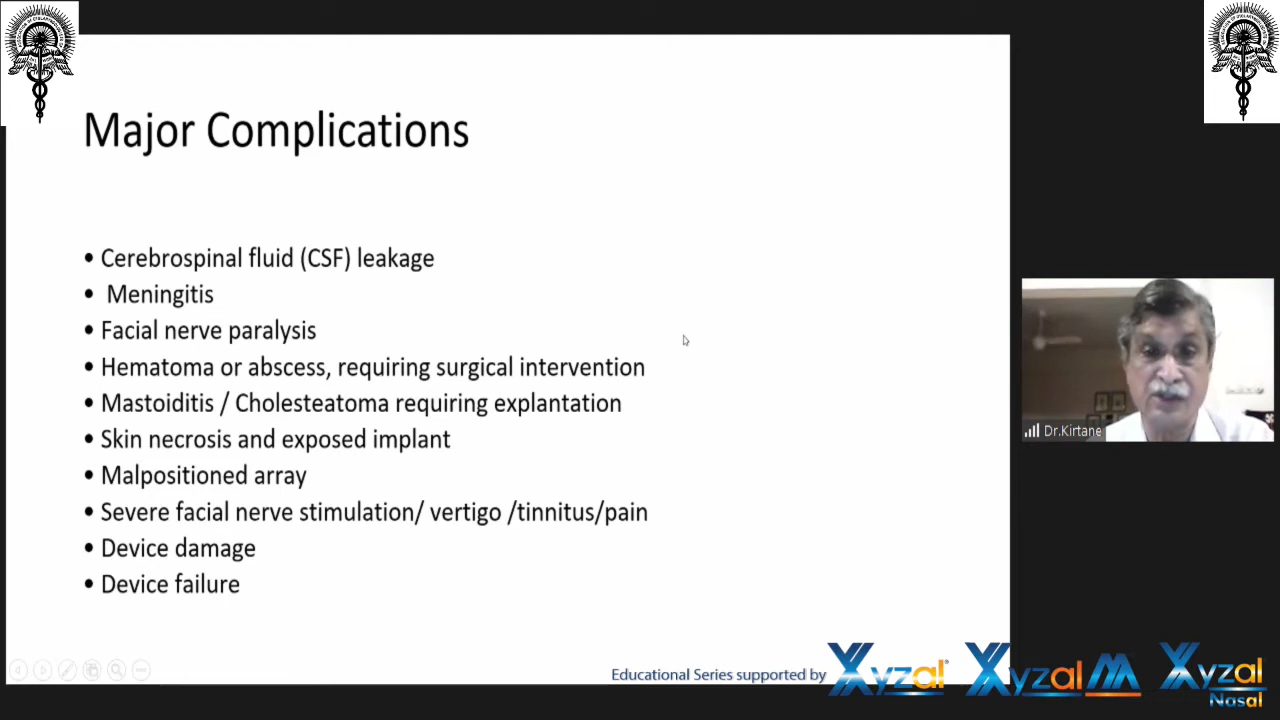 Major Complications
• Cerebrospinal fluid (CSF) leakage
• Meningitis
• Facial nerve paralysis
• Hematoma or abscess, requiring surgical intervention
• Mastoiditis / Cholesteatoma requiring explantation
• Skin necrosis and exposed implant
• Malpositioned array
• Severe facial nerve stimulation/ vertigo /tinnitus/pain
• Device damage
• Device failure
Dr.Kirtane
Educational Series supported by Xyzal® Xyzal M Xyzal
Nasal